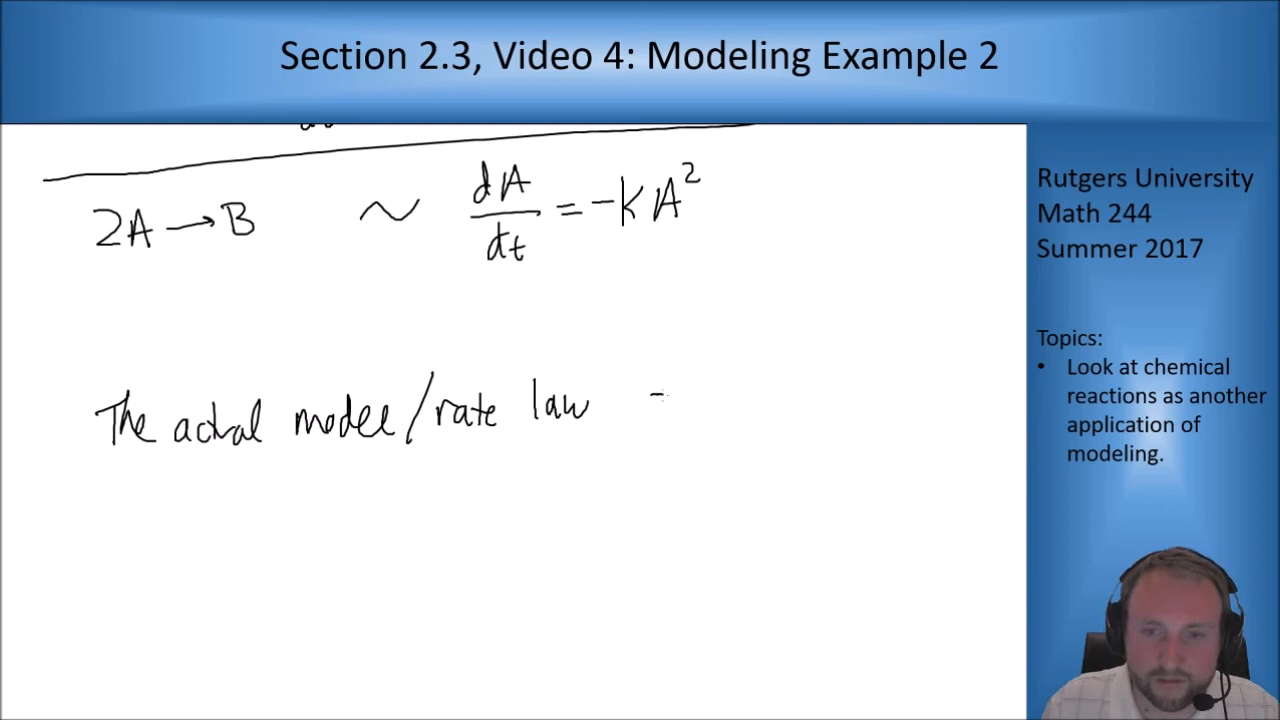 Section 2.3, Video 4: Modeling Example 2
2A → B ~ dA/dt = -kA²
The actual model/rate law
Rutgers University
Math 244
Summer 2017
Topics:
• Look at chemical
reactions as another
application of
modeling.